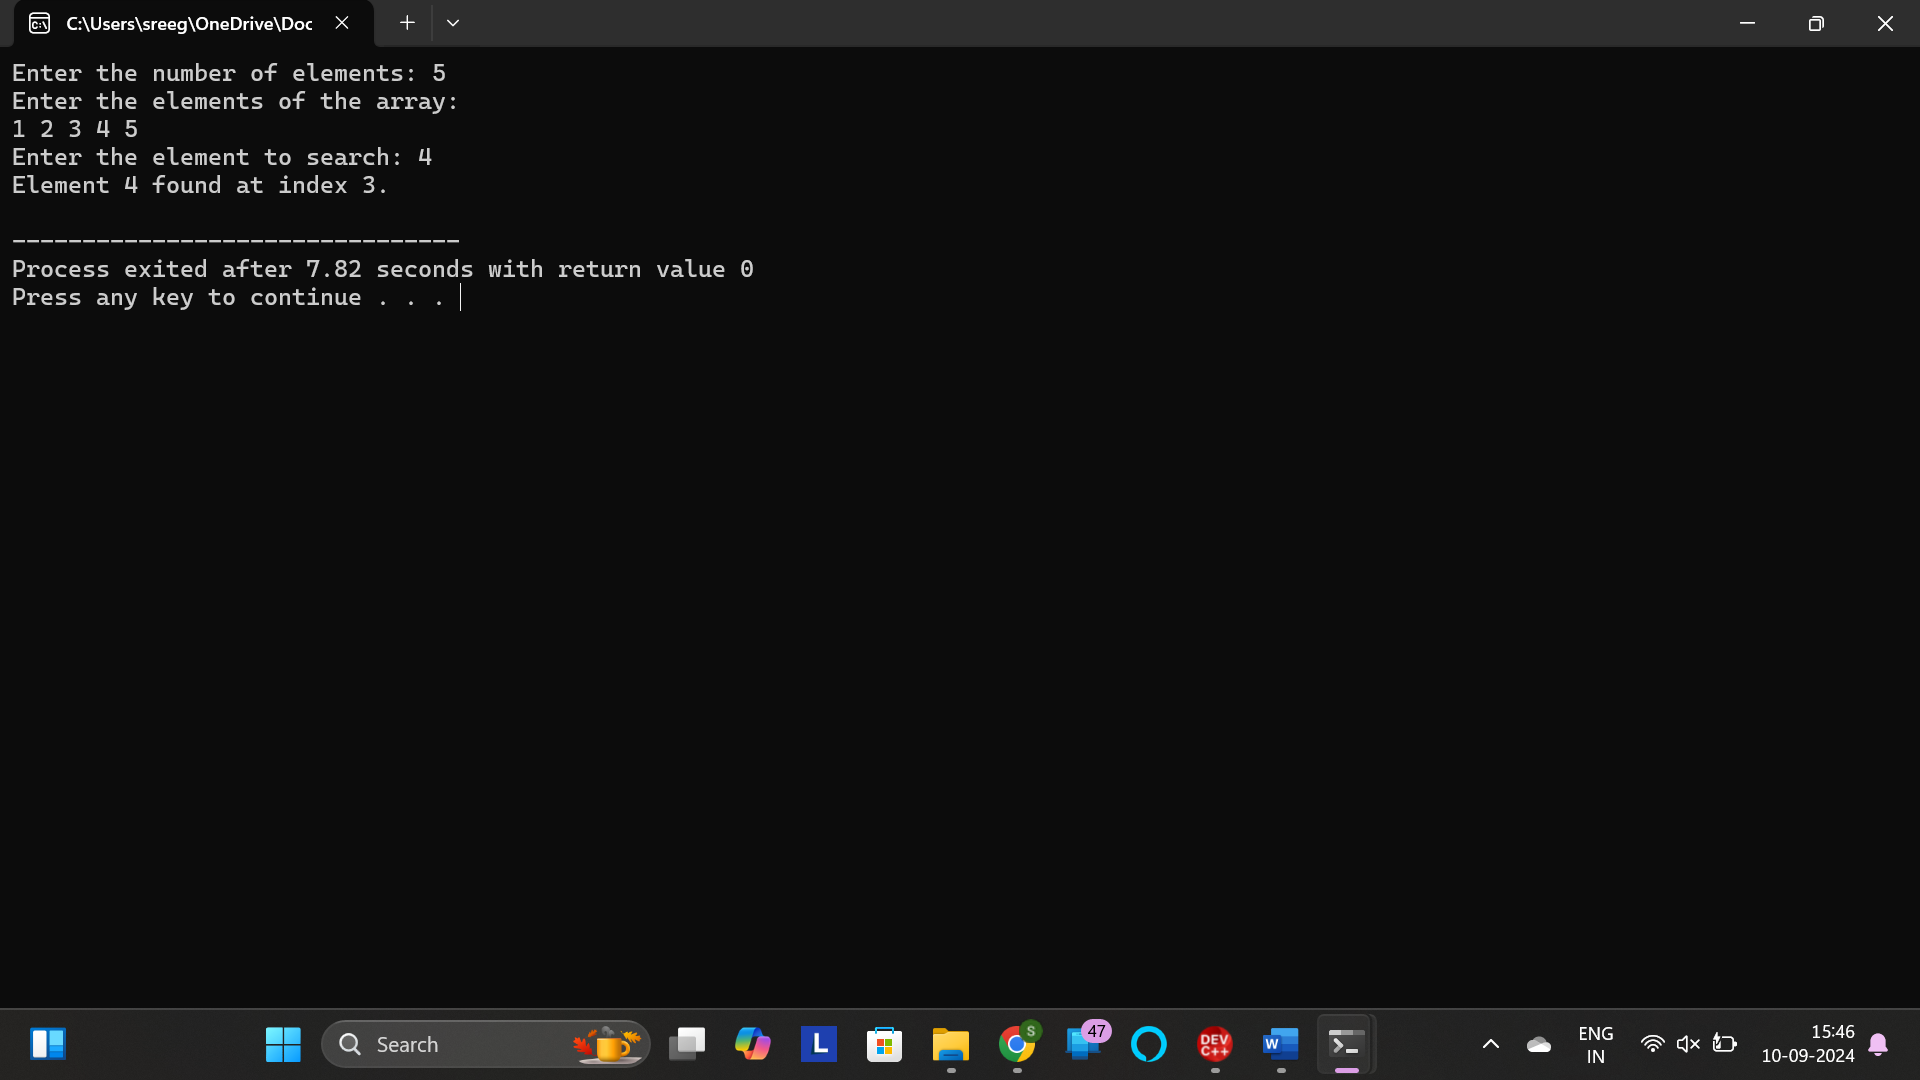 C:\Users\sreeg\OneDrive\Doc
Enter the number of elements: 5
Enter the elements of the array:
1 2 3 4 5
Enter the element to search: 4
Element 4 found at index 3.
--------------------------------
Process exited after 7.82 seconds with return value 0
Press any key to continue . . .
Search
L
S
47
DEV
C++
W
ENG
IN
15:46
10-09-2024